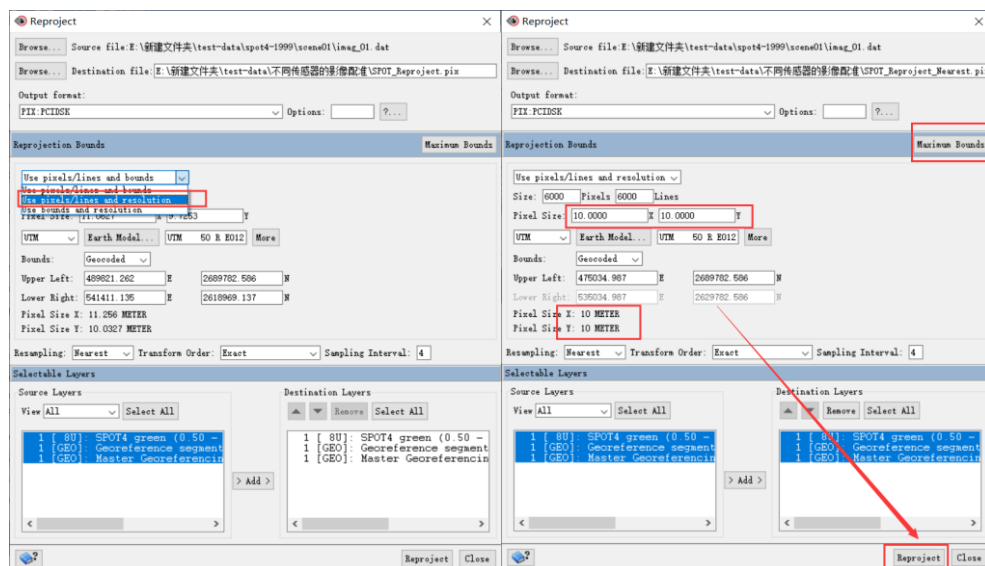 Reproject
Browse... Source file:E:\新建文件夹\test-data\spot4-1999\scene01\imag_01.dat
Browse... Destination file:E:\新建文件夹\test-data\不同传感器的影像配准\SPOT_Reproject.pix
Output format:
PIX:PCIDSK Options: ?...
Reprojection Bounds Maximum Bounds
Use pixels/lines and bounds
Use pixels/lines and bounds
Use pixels/lines and resolution
Use bounds and resolution
Pixel Size: X Y
UTM Earth Model... UTM 50 R E012 More
Bounds: Geocoded
Upper Left: 489821.262 E 2689782.586 N
Lower Right: 541411.135 E 2618969.137 N
Pixel Size X: 11.256 METER
Pixel Size Y: 10.0327 METER
Resampling: Nearest Transform Order: Exact Sampling Interval: 4
Selectable Layers
Source Layers Destination Layers
View All Select All Remove Select All
1 [ 8U]: SPOT4 green (0.50 - 1 [ 8U]: SPOT4 green (0.50 -
1 [GEO]: Georeference segment 1 [GEO]: Georeference segment
1 [GEO]: Master Georeferencin 1 [GEO]: Master Georeferencin
> Add >
Reproject Close
Reproject
Browse... Source file:E:\新建文件夹\test-data\spot4-1999\scene01\imag_01.dat
Browse... Destination file:E:\新建文件夹\test-data\不同传感器的影像配准\SPOT_Reproject_Nearest.pi
Output format:
PIX:PCIDSK Options: ?...
Reprojection Bounds Maximum Bounds
Use pixels/lines and resolution
Size: 6000 Pixels 6000 Lines
Pixel Size: 10.0000 X 10.0000 Y
UTM Earth Model... UTM 50 R E012 More
Bounds: Geocoded
Upper Left: 475034.987 E 2689782.586 N
Lower Right: 535034.987 E 2629782.586 N
Pixel Size X: 10 METER
Pixel Size Y: 10 METER
Resampling: Nearest Transform Order: Exact Sampling Interval: 4
Selectable Layers
Source Layers Destination Layers
View All Select All Remove Select All
1 [ 8U]: SPOT4 green (0.50 - 1 [ 8U]: SPOT4 green (0.50 -
1 [GEO]: Georeference segment 1 [GEO]: Georeference segment
1 [GEO]: Master Georeferencin 1 [GEO]: Master Georeferencin
> Add >
Reproject Close